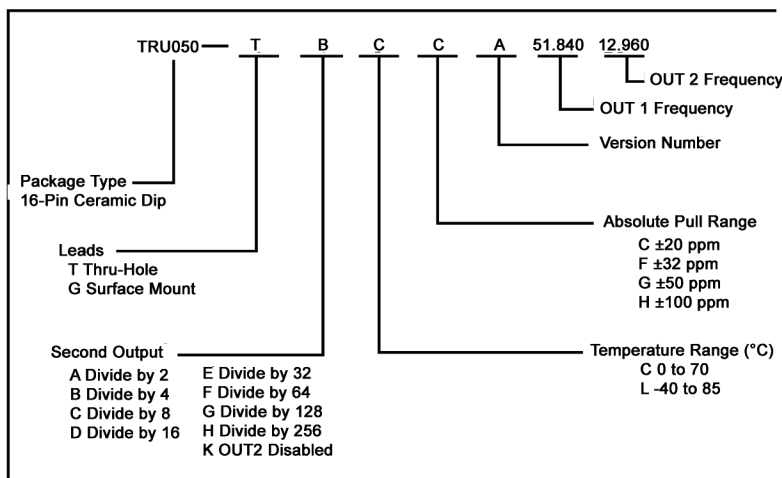 TRU050 — T B C C A 51.840 12.960
OUT 2 Frequency
OUT 1 Frequency
Version Number
Package Type
16-Pin Ceramic Dip
Absolute Pull Range
C ±20 ppm
F ±32 ppm
G ±50 ppm
H ±100 ppm
Leads
T Thru-Hole
G Surface Mount
Second Output
A Divide by 2
B Divide by 4
C Divide by 8
D Divide by 16
E Divide by 32
F Divide by 64
G Divide by 128
H Divide by 256
K OUT2 Disabled
Temperature Range (°C)
C 0 to 70
L -40 to 85